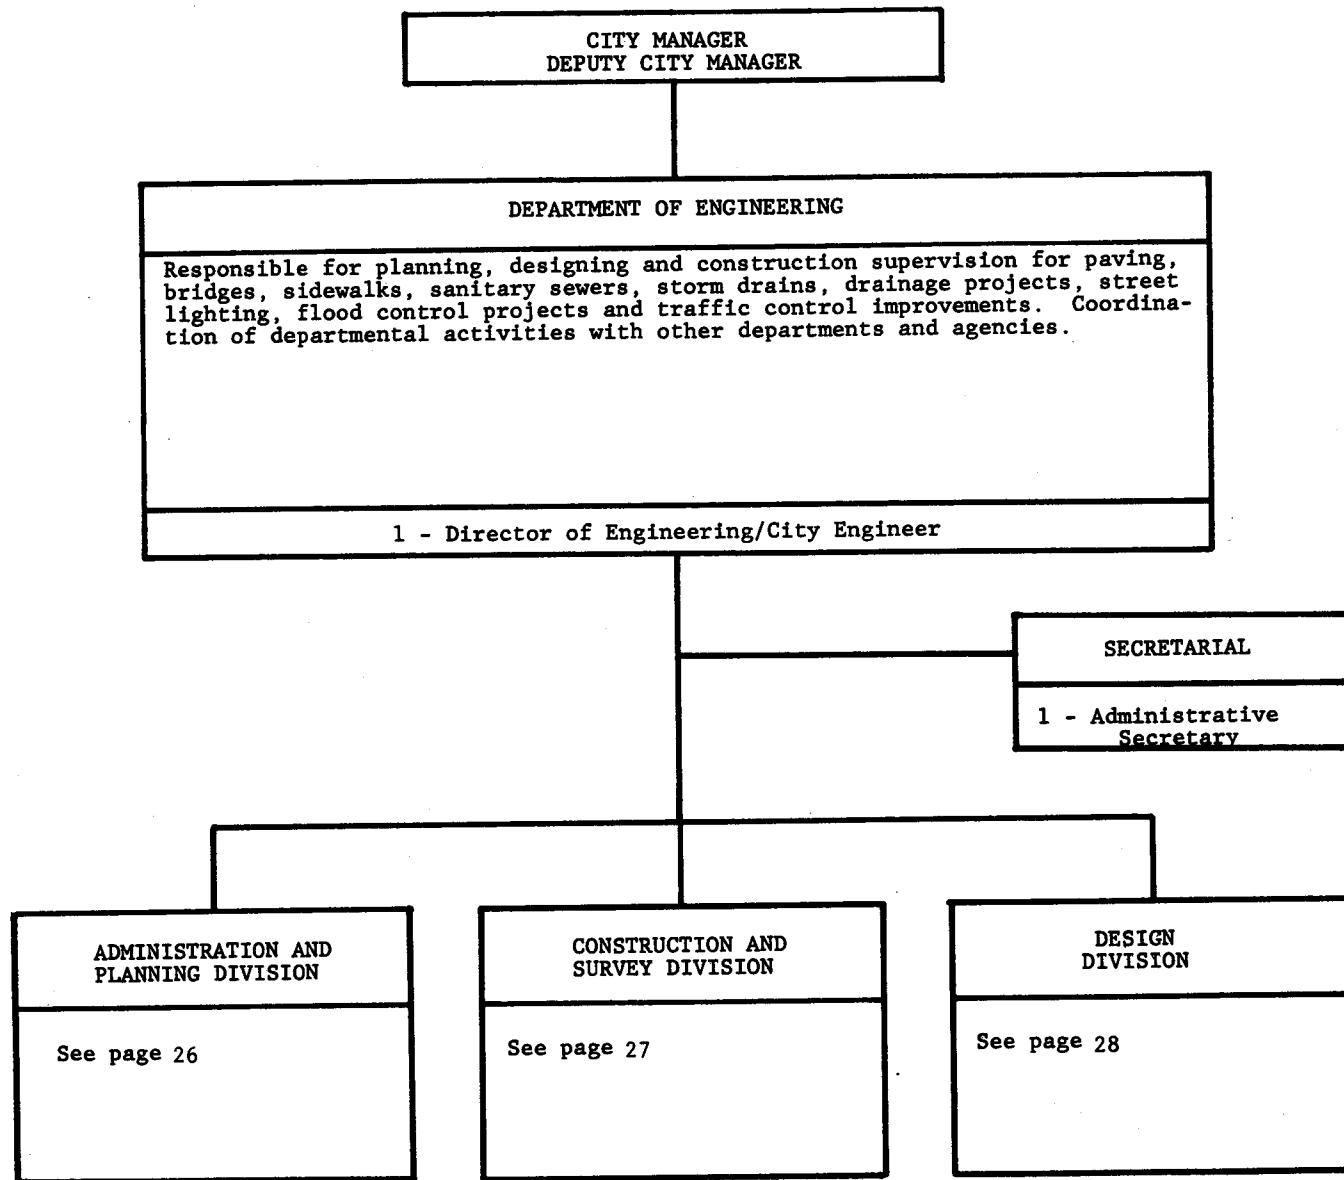 CITY MANAGER
DEPUTY CITY MANAGER
DEPARTMENT OF ENGINEERING
Responsible for planning, designing and construction supervision for paving,
bridges, sidewalks, sanitary sewers, storm drains, drainage projects, street
lighting, flood control projects and traffic control improvements. Coordina-
tion of departmental activities with other departments and agencies.
1 - Director of Engineering/City Engineer
SECRETARIAL
1 - Administrative
Secretary
ADMINISTRATION AND
PLANNING DIVISION
See page 26
CONSTRUCTION AND
SURVEY DIVISION
See page 27
DESIGN
DIVISION
See page 28